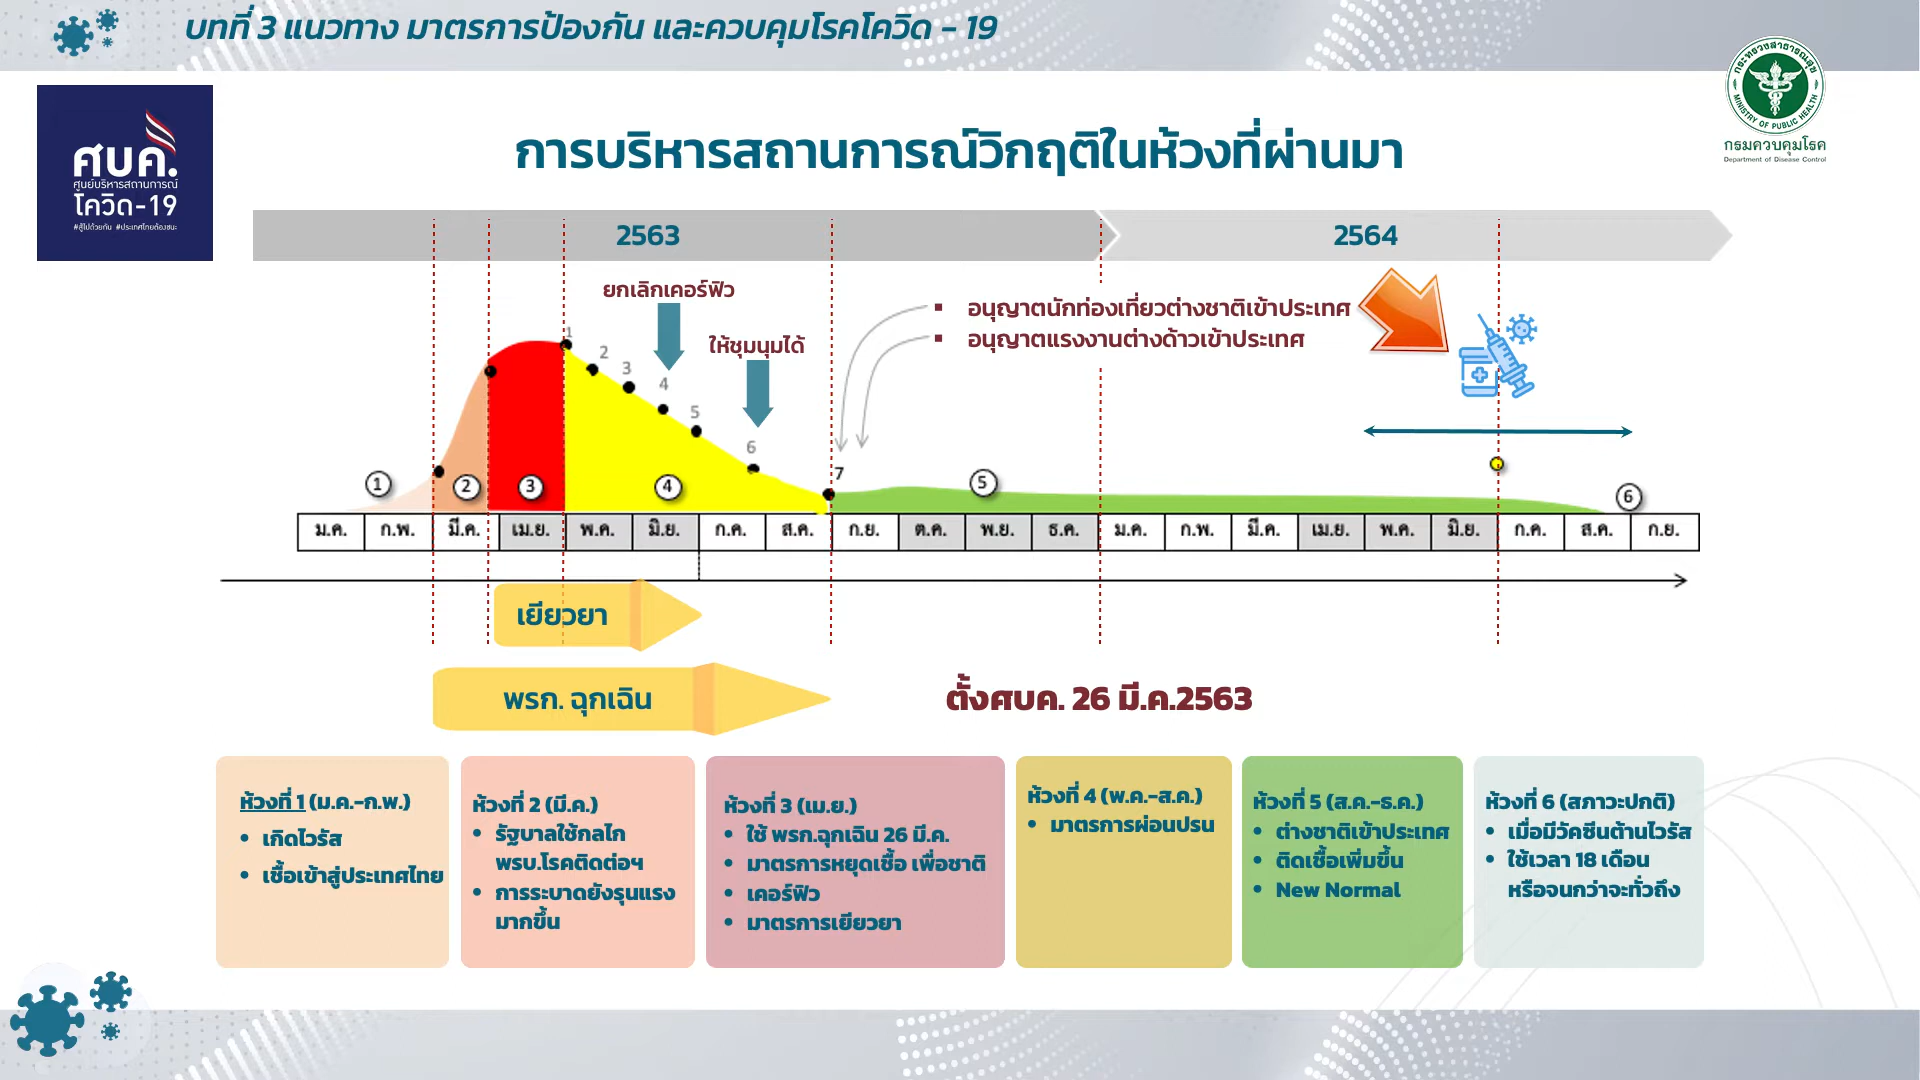 บทที่ 3 แนวทาง มาตรการป้องกัน และควบคุมโรคโควิด - 19
ศบค.
ศูนย์บริหารสถานการณ์
โควิด-19
#สู้ไปด้วยกัน #ประเทศไทยต้องชนะ
กระทรวงสาธารณสุข
MINISTRY OF PUBLIC HEALTH
กรมควบคุมโรค
Department of Disease Control
การบริหารสถานการณ์วิกฤติในห้วงที่ผ่านมา
2563
2564
ยกเลิกเคอร์ฟิว
ให้ชุมนุมได้
▪ อนุญาตนักท่องเที่ยวต่างชาติเข้าประเทศ
▪ อนุญาตแรงงานต่างด้าวเข้าประเทศ
1
2
3
4
5
6
7
1 2 3 4 5 6
ม.ค. ก.พ. มี.ค. เม.ย. พ.ค. มิ.ย. ก.ค. ส.ค. ก.ย. ต.ค. พ.ย. ธ.ค. ม.ค. ก.พ. มี.ค. เม.ย. พ.ค. มิ.ย. ก.ค. ส.ค. ก.ย.
เยียวยา
พรก. ฉุกเฉิน
ตั้งศบค. 26 มี.ค.2563
ห้วงที่ 1 (ม.ค.-ก.พ.)
• เกิดไวรัส
• เชื้อเข้าสู่ประเทศไทย
ห้วงที่ 2 (มี.ค.)
• รัฐบาลใช้กลไก
พรบ.โรคติดต่อฯ
• การระบาดยังรุนแรง
มากขึ้น
ห้วงที่ 3 (เม.ย.)
• ใช้ พรก.ฉุกเฉิน 26 มี.ค.
• มาตรการหยุดเชื้อ เพื่อชาติ
• เคอร์ฟิว
• มาตรการเยียวยา
ห้วงที่ 4 (พ.ค.-ส.ค.)
• มาตรการผ่อนปรน
ห้วงที่ 5 (ส.ค.-ธ.ค.)
• ต่างชาติเข้าประเทศ
• ติดเชื้อเพิ่มขึ้น
• New Normal
ห้วงที่ 6 (สภาวะปกติ)
• เมื่อมีวัคซีนต้านไวรัส
• ใช้เวลา 18 เดือน
หรือจนกว่าจะทั่วถึง